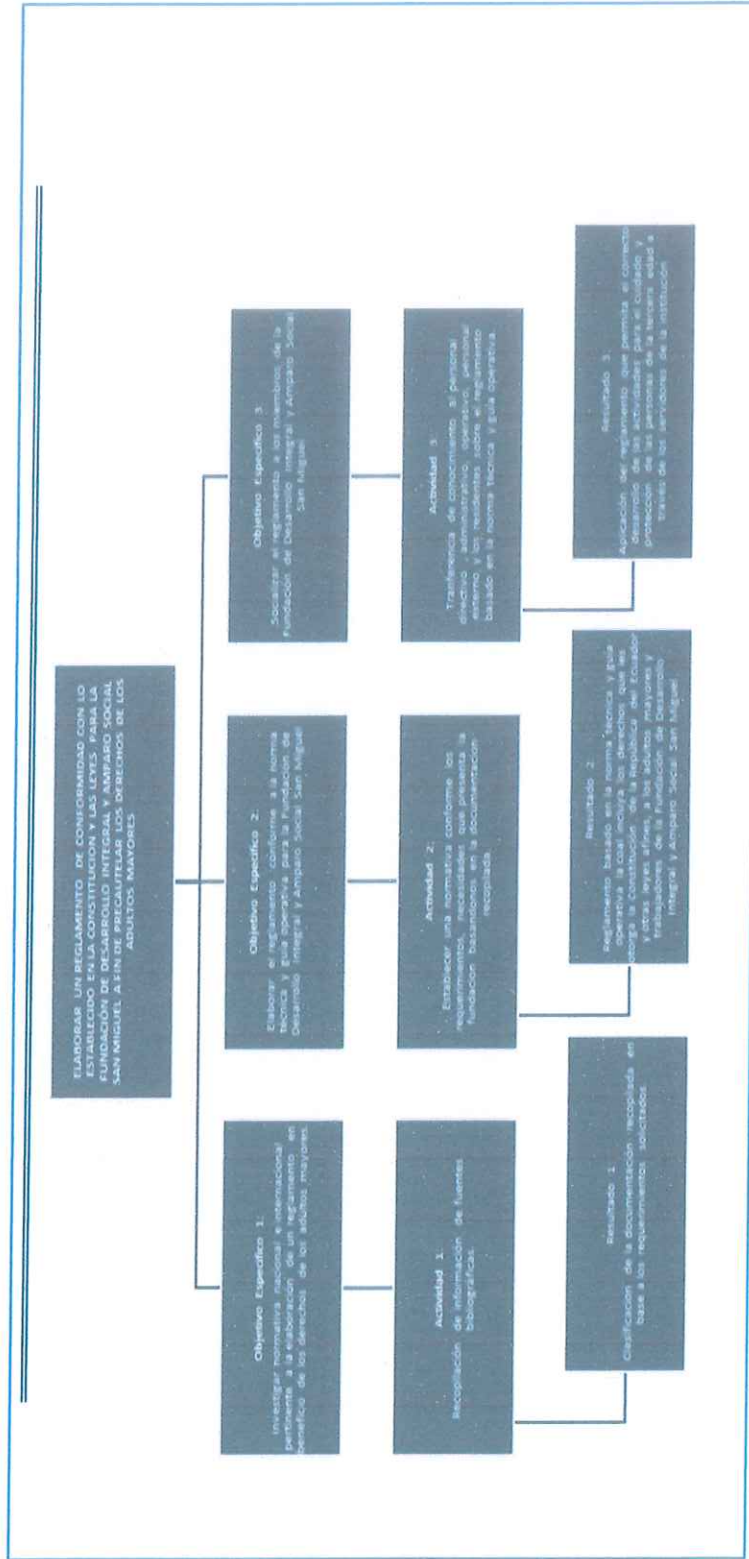 ELABORAR UN REGLAMENTO DE CONFORMIDAD CON LO
ESTABLECIDO EN LA CONSTITUCION Y LAS LEYES PARA LA
FUNDACIÓN DE DESARROLLO INTEGRAL Y AMPARO SOCIAL
SAN MIGUEL A FIN DE PRECAUTELAR LOS DERECHOS DE LOS
ADULTOS MAYORES
Objetivo Específico 1:
Investigar normativa nacional e internacional
pertinente a la elaboración de un reglamento en
beneficio de los derechos de los adultos mayores.
Actividad 1:
Recopilación de información de fuentes
bibliográficas.
Resultado 1
Clasificación de la documentación recopilada en
base a los requerimientos solicitados
Objetivo Específico 2:
Elaborar el reglamento conforme a la norma
técnica y guía operativa para la Fundación de
Desarrollo Integral y Amparo Social San Miguel
Actividad 2:
Establecer una normativa conforme los
requerimientos, necesidades que presenta la
fundación basandonos en la documentación
recopilada
Resultado 2
Reglamento basado en la norma técnica y guía
operativa la cual incluya los derechos que les
otorga la Constitución de la República del Ecuador
y otras leyes afines, a los adultos mayores y
trabajadores de la Fundación de Desarrollo
Integral y Amparo Social San Miguel
Objetivo Específico 3
Socializar el reglamento a los miembros de la
Fundación de Desarrollo Integral y Amparo Social
San Miguel
Actividad 3:
Tranferencia de conocimiento al personal
directivo, administrativo, operativo, personal
externo y los residentes sobre el reglamento
basado en la norma técnica y guía operativa.
Resultado 3.
Aplicación del reglamento que permita el correcto
desarrollo de las actividades para el cuidado y
protección de las personas de la tercera edad a
través de los servidores de la institución